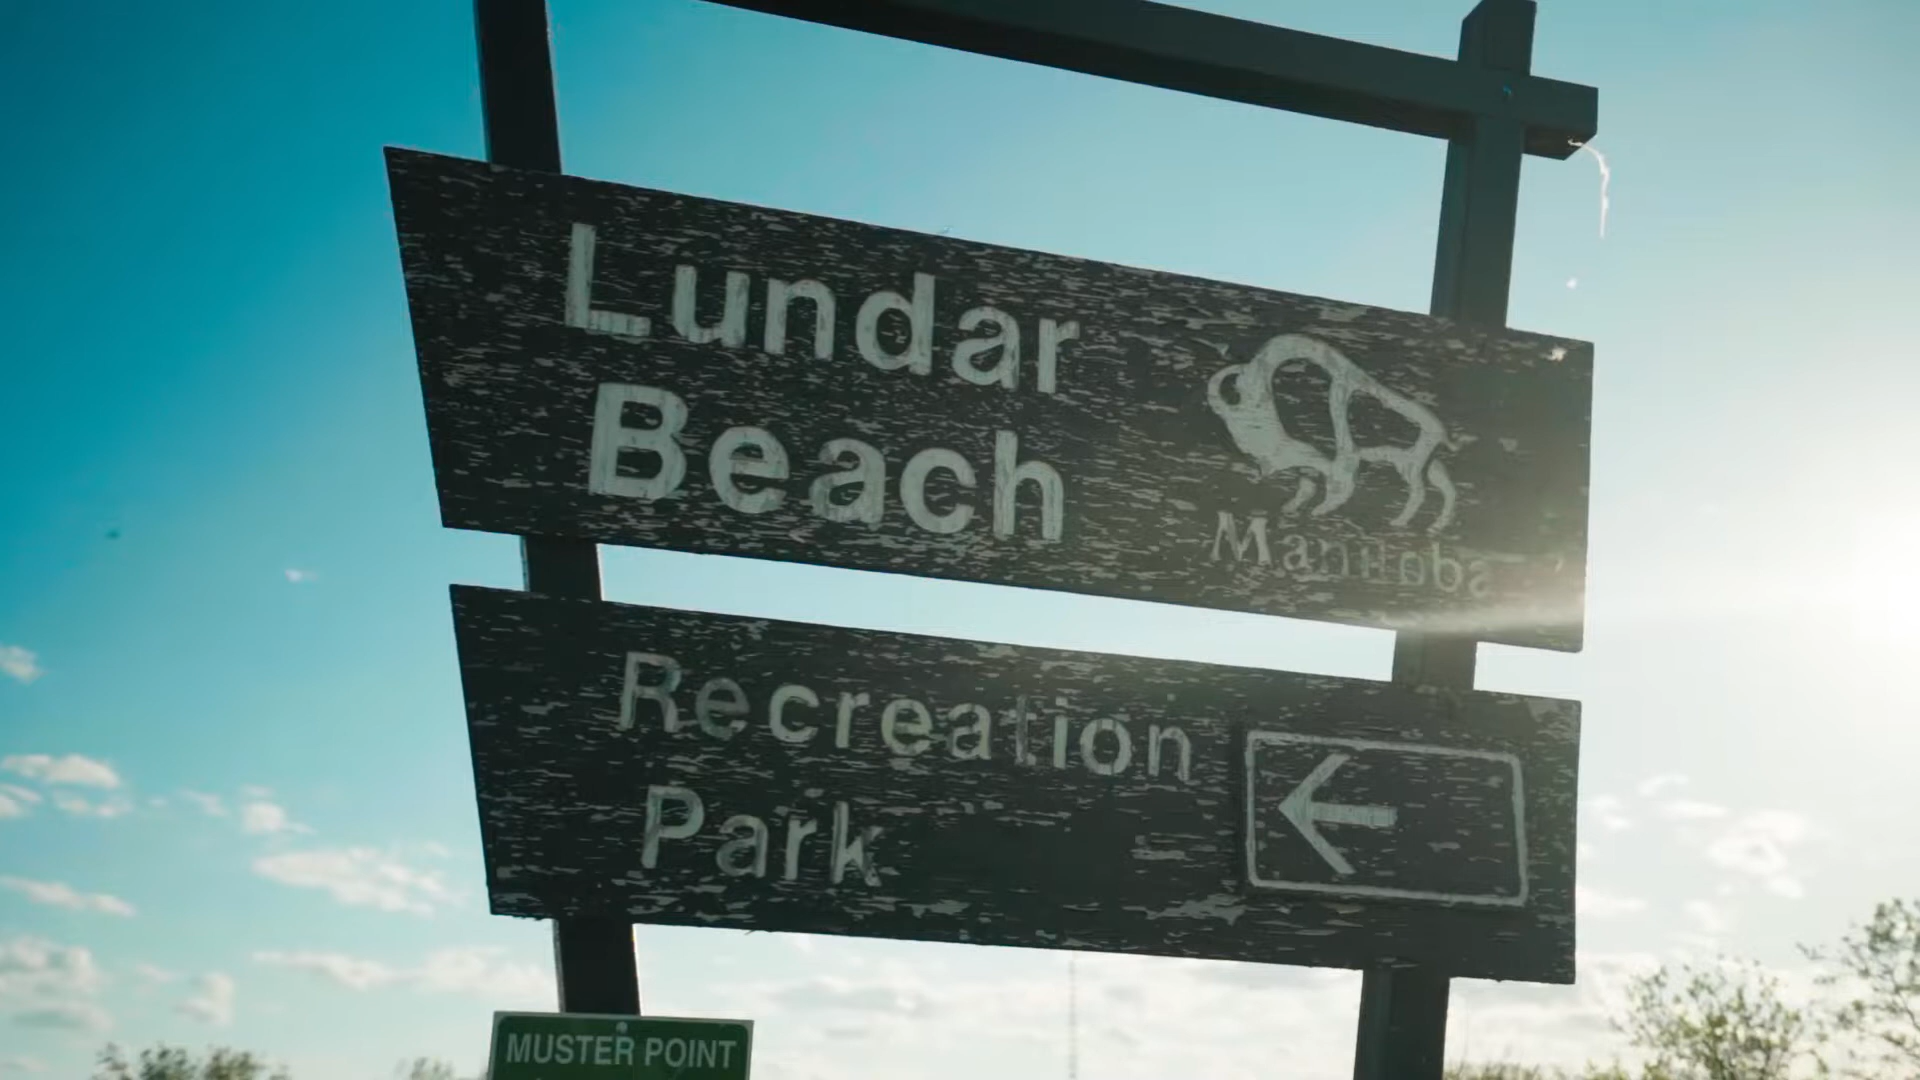 Lundar
Beach
Manitoba
Recreation
Park
MUSTER POINT